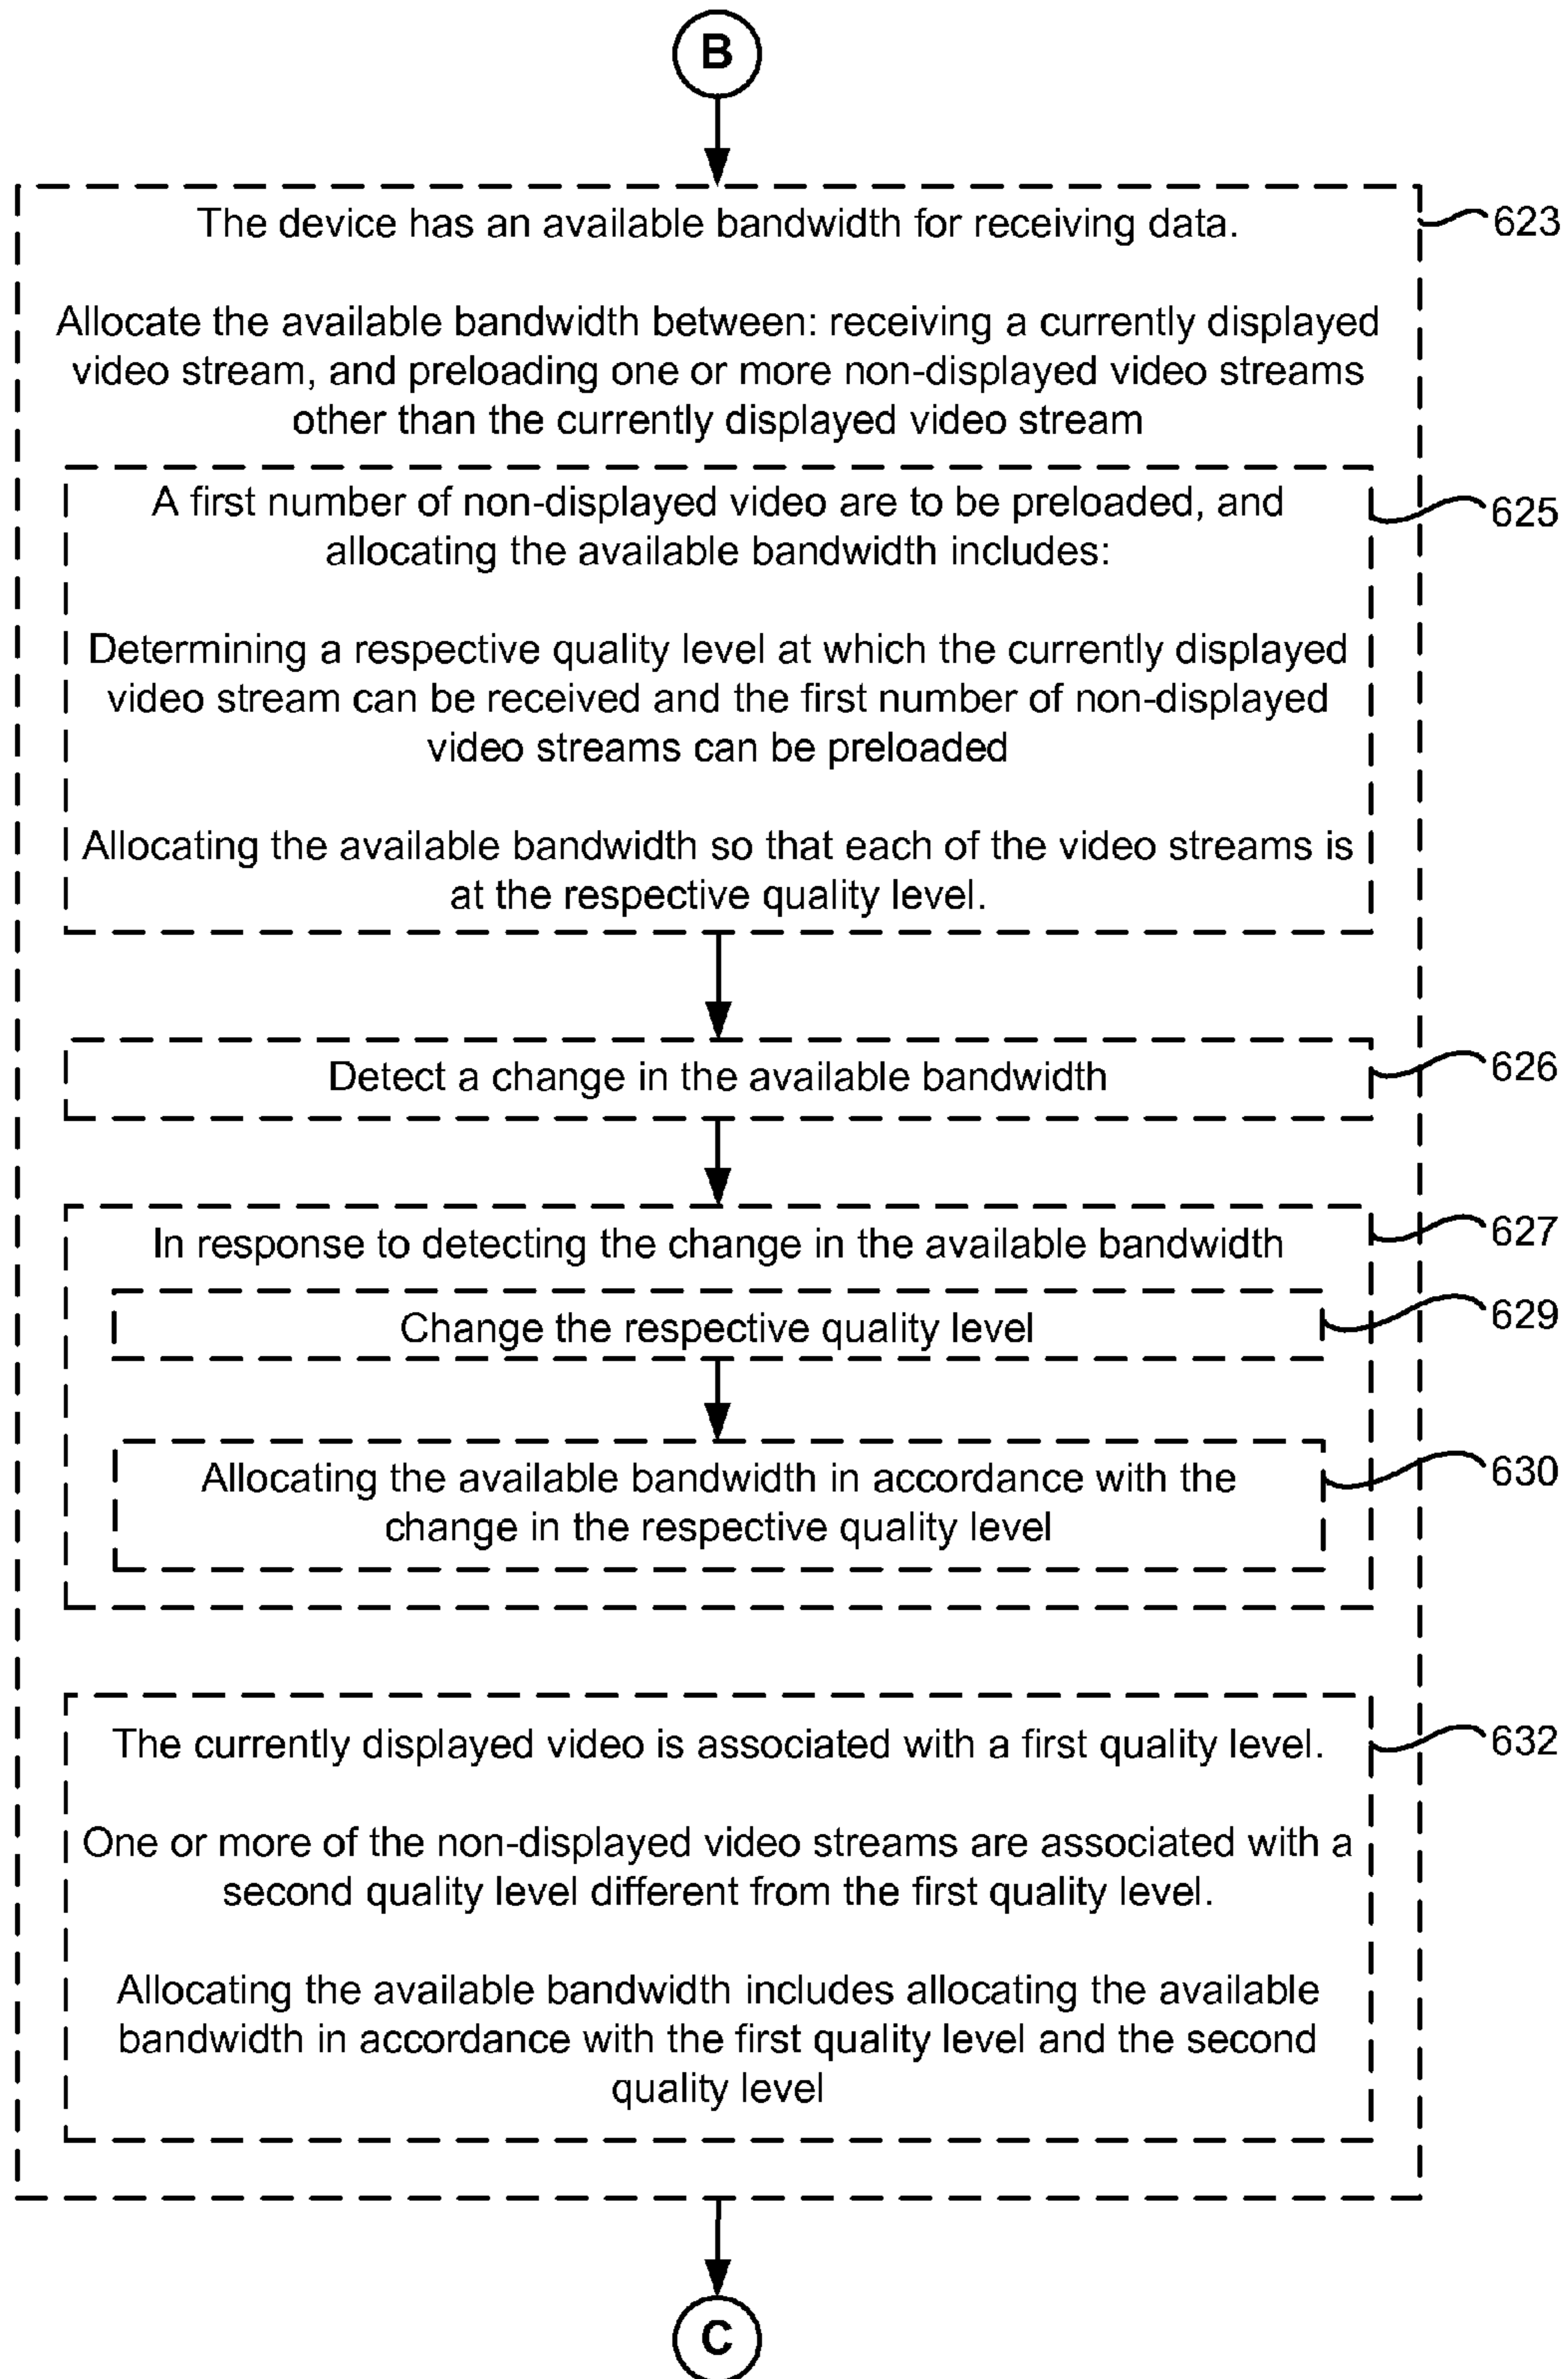 B
The device has an available bandwidth for receiving data.
623
Allocate the available bandwidth between: receiving a currently displayed
video stream, and preloading one or more non-displayed video streams
other than the currently displayed video stream
A first number of non-displayed video are to be preloaded, and
625
allocating the available bandwidth includes:
Determining a respective quality level at which the currently displayed
video stream can be received and the first number of non-displayed
video streams can be preloaded
Allocating the available bandwidth so that each of the video streams is
at the respective quality level.
Detect a change in the available bandwidth
626
In response to detecting the change in the available bandwidth
627
Change the respective quality level
629
Allocating the available bandwidth in accordance with the
630
change in the respective quality level
The currently displayed video is associated with a first quality level.
632
One or more of the non-displayed video streams are associated with a
second quality level different from the first quality level.
Allocating the available bandwidth includes allocating the available
bandwidth in accordance with the first quality level and the second
quality level
C